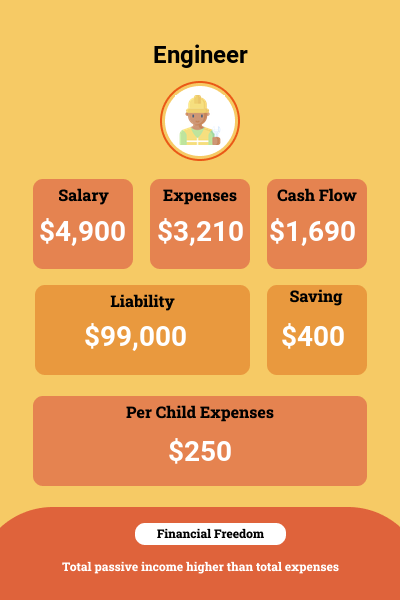 Engineer
Salary
Expenses
Cash Flow
$4,900
$3,210
$1,690
Liability
Saving
$99,000
$400
Per Child Expenses
$250
Financial Freedom
Total passive income higher than total expenses